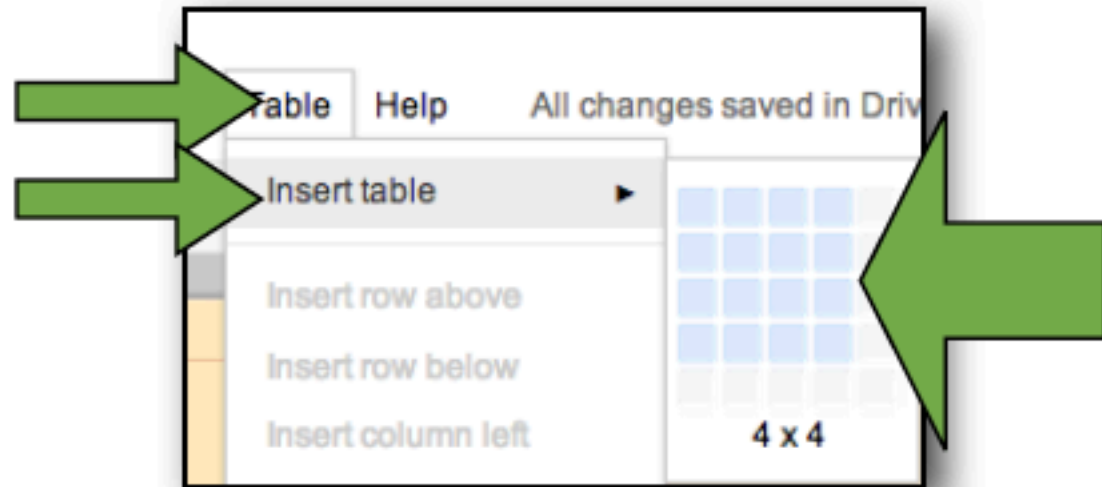 Table Help All changes saved in Driv
Insert table
Insert row above
Insert row below
Insert column left
4 x 4